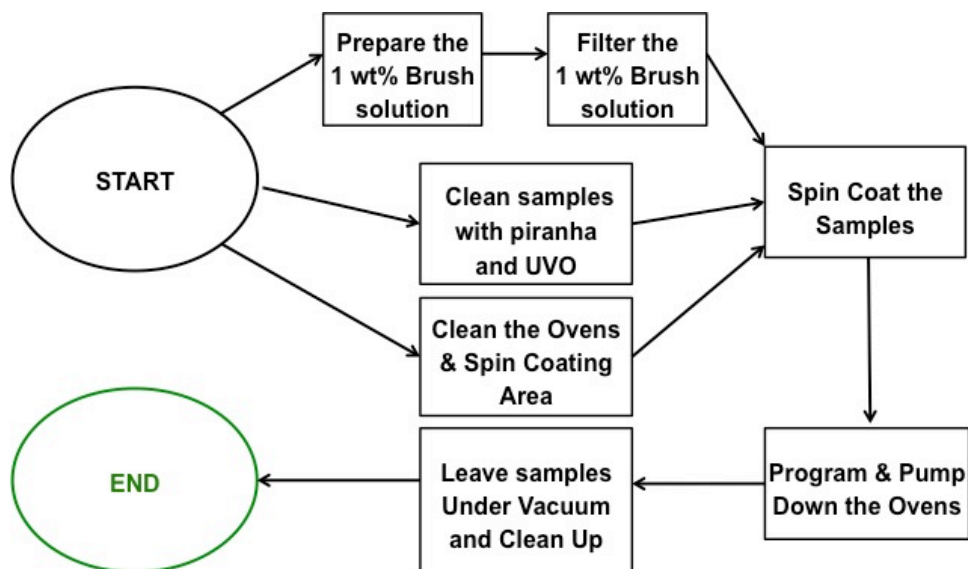 START
Prepare the
1 wt% Brush
solution
Filter the
1 wt% Brush
solution
Clean samples
with piranha
and UVO
Clean the Ovens
& Spin Coating
Area
Spin Coat the
Samples
Program & Pump
Down the Ovens
Leave samples
Under Vacuum
and Clean Up
END